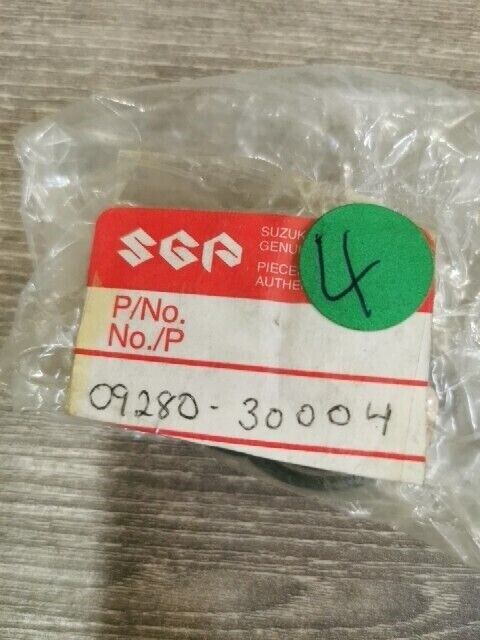 SGP
SUZUK
GENU
PIECE
AUTHE
4
P/No.
No./P
09280-30004